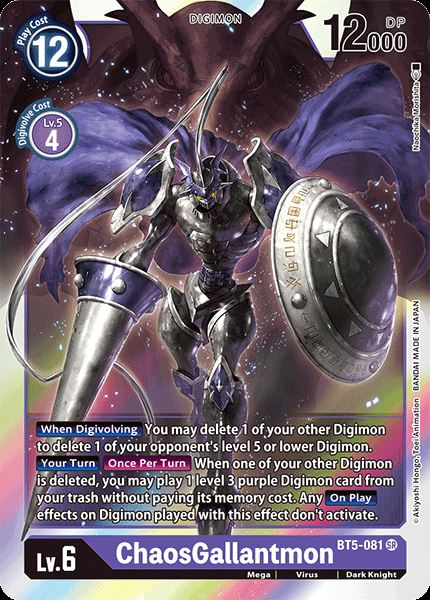 Play Cost
12
DIGIMON
12000
DP
Digivolve Cost
Lv.5
4
Naochika Morishita
When Digivolving You may delete 1 of your other Digimon
to delete 1 of your opponent's level 5 or lower Digimon.
Your Turn Once Per Turn When one of your other Digimon
is deleted, you may play 1 level 3 purple Digimon card from
your trash without paying its memory cost. Any On Play
effects on Digimon played with this effect don't activate.
©Akiyoshi Hongo, Toei Animation BANDAI MADE IN JAPAN
Lv.6
ChaosGallantmon
BT5-081 SR
Mega | Virus | Dark Knight